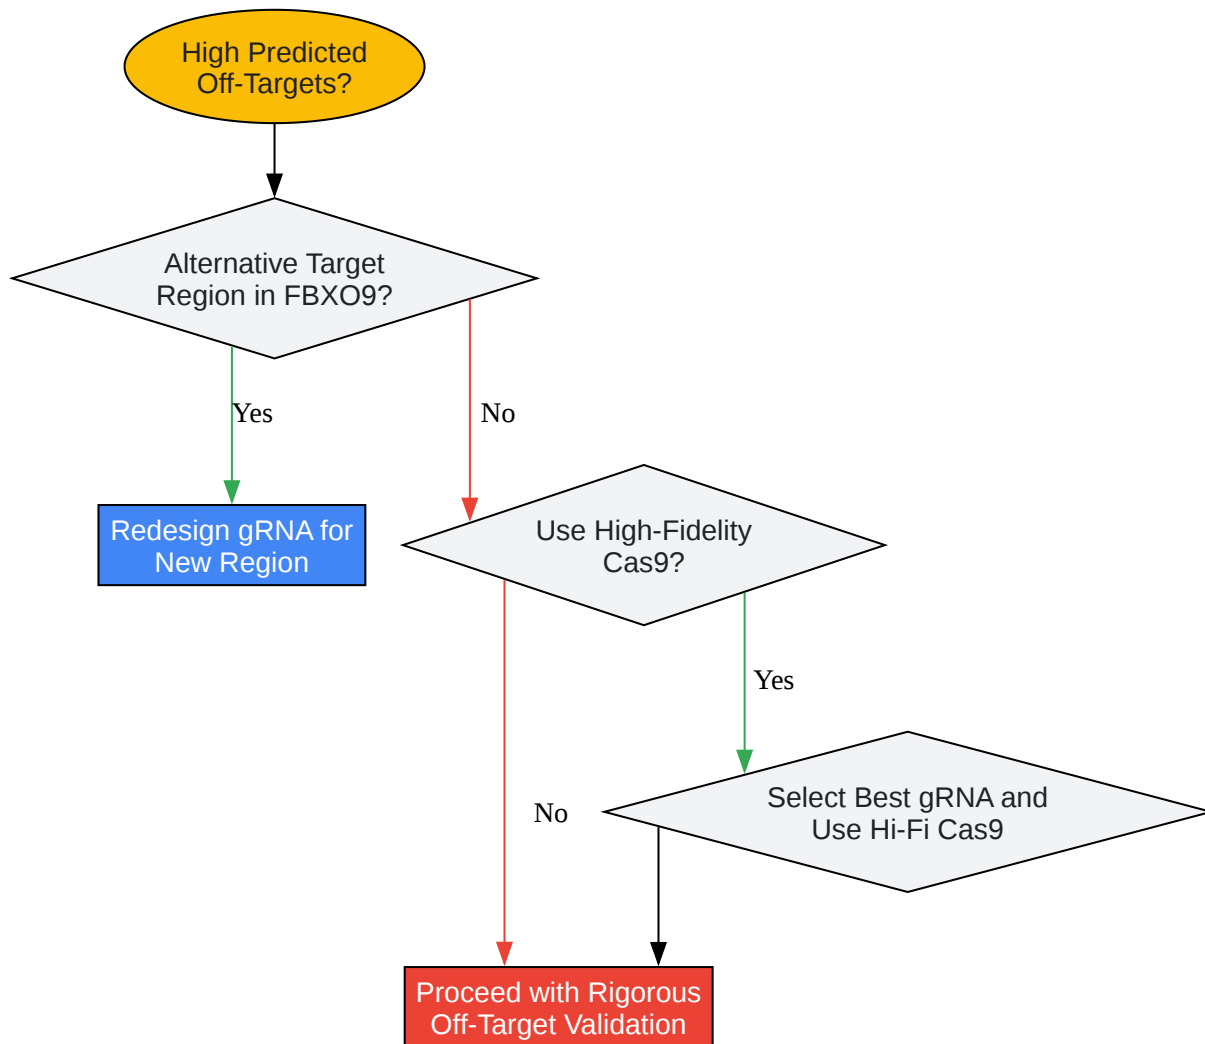 High Predicted
Off-Targets?
Alternative Target
Region in FBXO9?
Yes
No
Redesign gRNA for
New Region
Use High-Fidelity
Cas9?
Yes
No
Select Best gRNA and
Use Hi-Fi Cas9
Proceed with Rigorous
Off-Target Validation